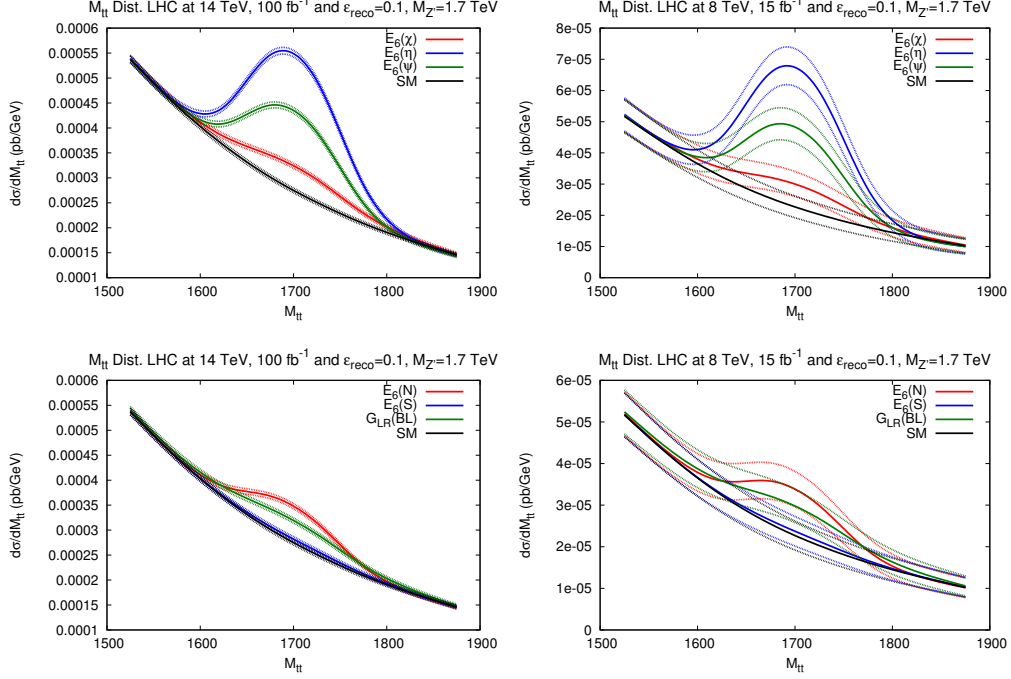 M_tt Dist. LHC at 14 TeV, 100 fb⁻¹ and ε_reco=0.1, M_Z'=1.7 TeV
0.0006
0.00055
0.0005
0.00045
0.0004
0.00035
0.0003
0.00025
0.0002
0.00015
0.0001
dσ/dM_tt (pb/GeV)
E₆(χ)
E₆(η)
E₆(ψ)
SM
1500 1600 1700 1800 1900
M_tt
M_tt Dist. LHC at 8 TeV, 15 fb⁻¹ and ε_reco=0.1, M_Z'=1.7 TeV
8e-05
7e-05
6e-05
5e-05
4e-05
3e-05
2e-05
1e-05
0
dσ/dM_tt (pb/GeV)
E₆(χ)
E₆(η)
E₆(ψ)
SM
1500 1600 1700 1800 1900
M_tt
M_tt Dist. LHC at 14 TeV, 100 fb⁻¹ and ε_reco=0.1, M_Z'=1.7 TeV
0.0006
0.00055
0.0005
0.00045
0.0004
0.00035
0.0003
0.00025
0.0002
0.00015
0.0001
dσ/dM_tt (pb/GeV)
E₆(N)
E₆(S)
G_LR(BL)
SM
1500 1600 1700 1800 1900
M_tt
M_tt Dist. LHC at 8 TeV, 15 fb⁻¹ and ε_reco=0.1, M_Z'=1.7 TeV
6e-05
5e-05
4e-05
3e-05
2e-05
1e-05
0
dσ/dM_tt (pb/GeV)
E₆(N)
E₆(S)
G_LR(BL)
SM
1500 1600 1700 1800 1900
M_tt